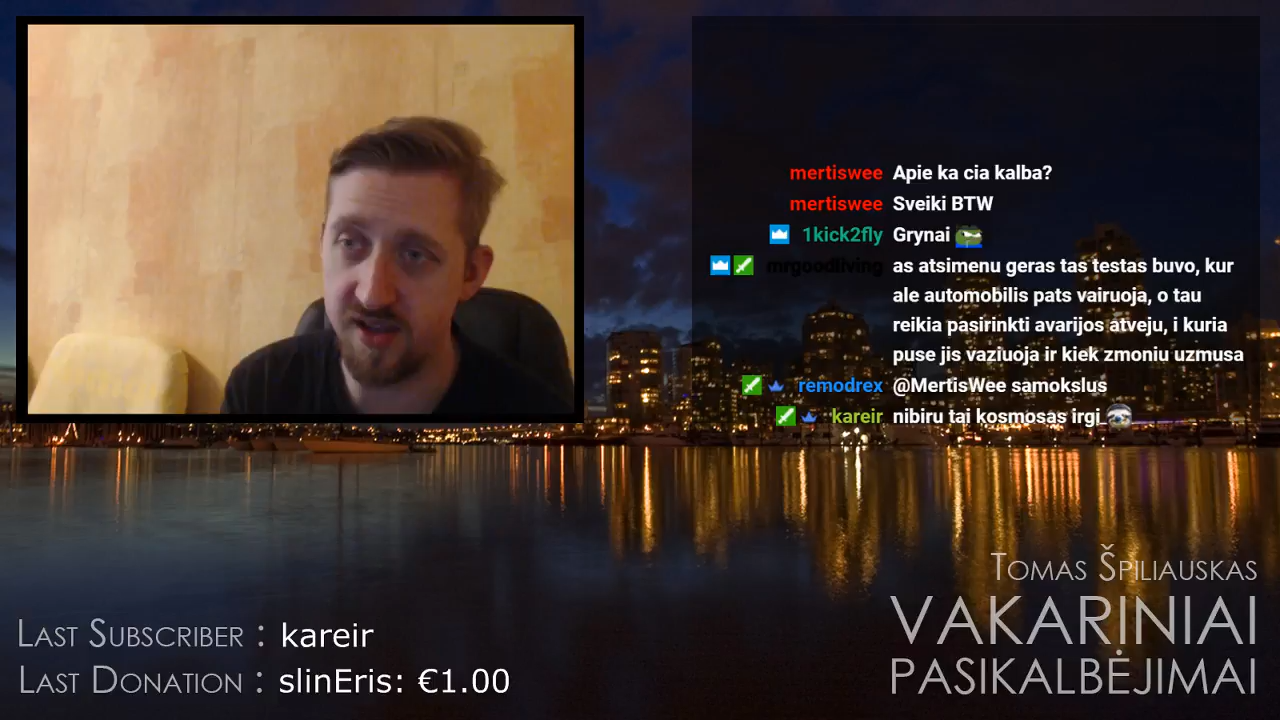 mertiswee Apie ka cia kalba?
mertiswee Sveiki BTW
1kick2fly Grynai
mrgoodliving as atsimenu geras tas testas buvo, kur
ale automobilis pats vairuoja, o tau
reikia pasirinkti avarijos atveju, i kuria
puse jis vaziuoja ir kiek zmoniu uzmusa
remodrex @MertisWee samokslus
kareir nibiru tai kosmosas irgi
Tomas Špiliauskas
VAKARINIAI
PASIKALBĖJIMAI
Last Subscriber : kareir
Last Donation : slinEris: €1.00